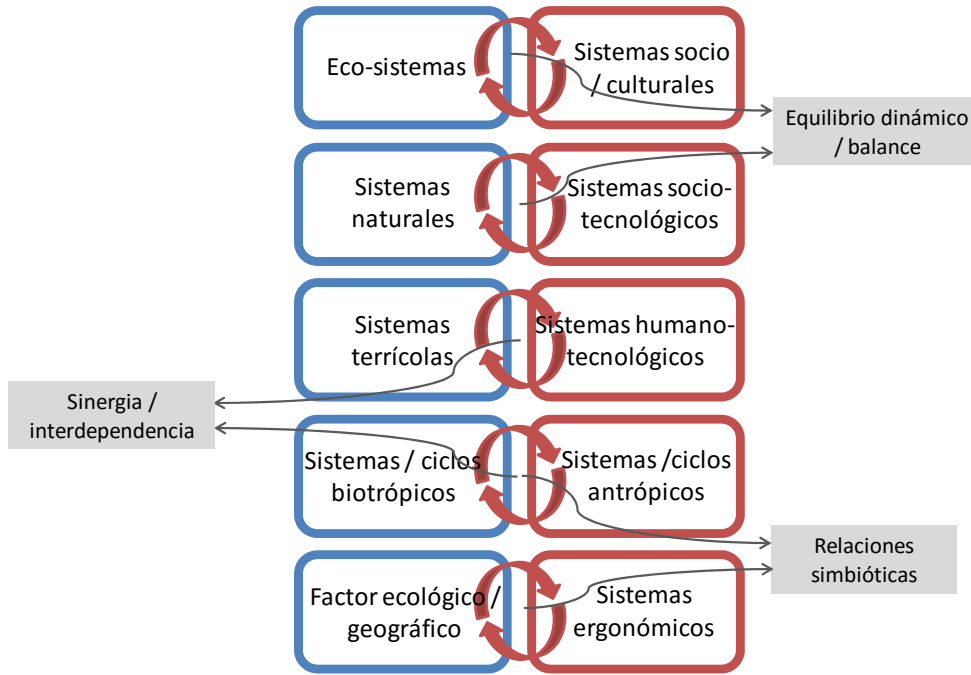 Eco-sistemas
Sistemas socio
/ culturales
Equilibrio dinámico
/ balance
Sistemas
naturales
Sistemas socio-
tecnológicos
Sistemas
terrícolas
Sistemas humano-
tecnológicos
Sinergia /
interdependencia
Sistemas / ciclos
biotrópicos
Sistemas /ciclos
antrópicos
Relaciones
simbióticas
Factor ecológico /
geográfico
Sistemas
ergonómicos